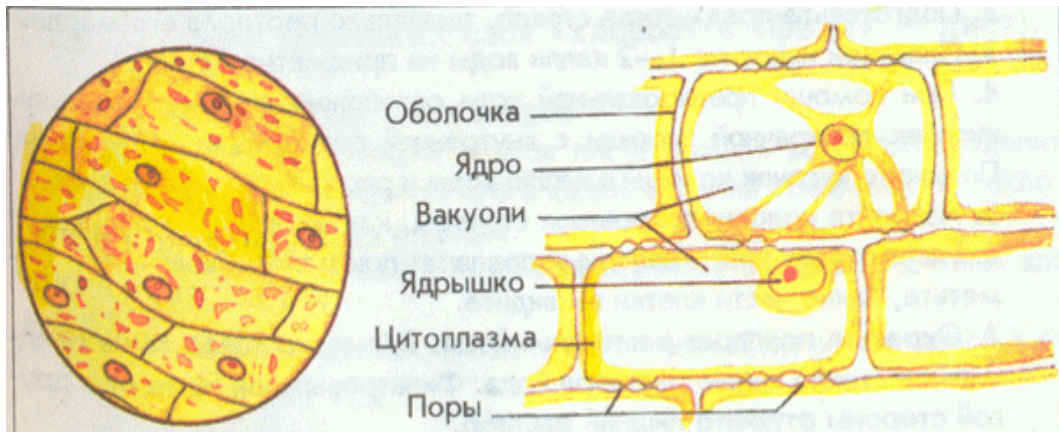 Оболочка
Ядро
Вакуоли
Ядрышко
Цитоплазма
Поры